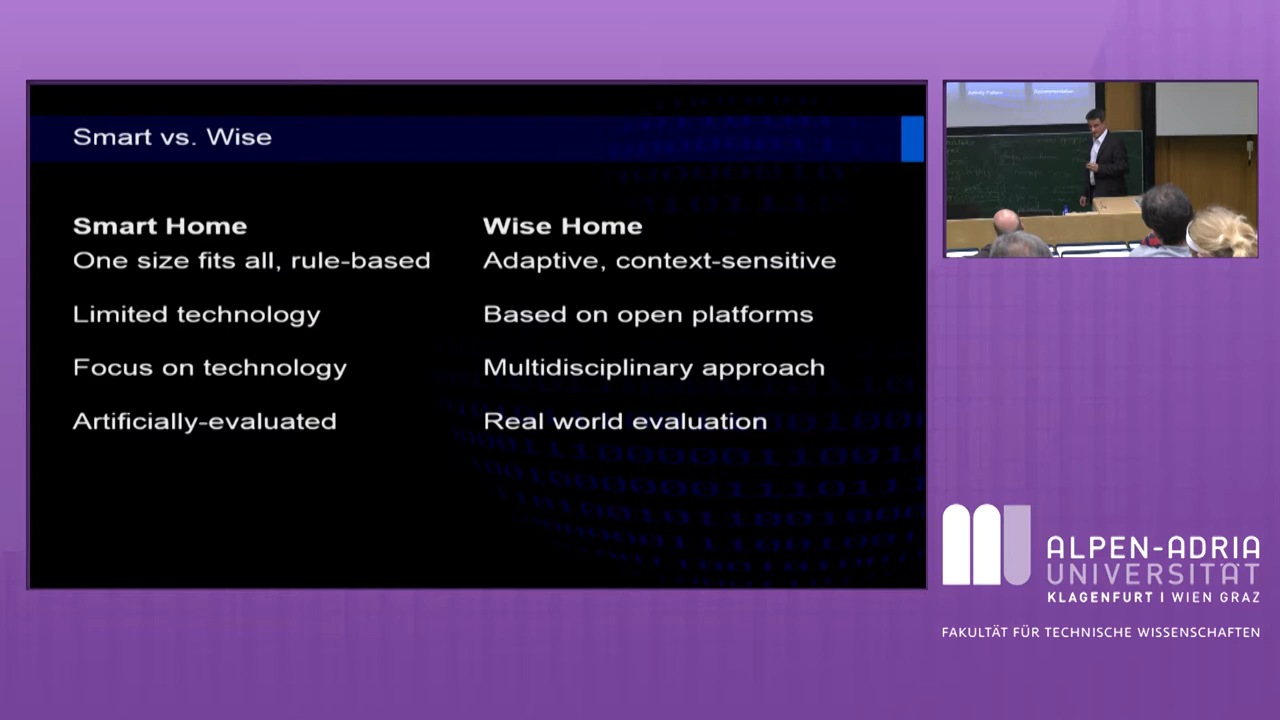 Smart vs. Wise
Smart Home
One size fits all, rule-based
Limited technology
Focus on technology
Artificially-evaluated
Wise Home
Adaptive, context-sensitive
Based on open platforms
Multidisciplinary approach
Real world evaluation
ALPEN-ADRIA
UNIVERSITÄT
KLAGENFURT I WIEN GRAZ
FAKULTÄT FÜR TECHNISCHE WISSENSCHAFTEN